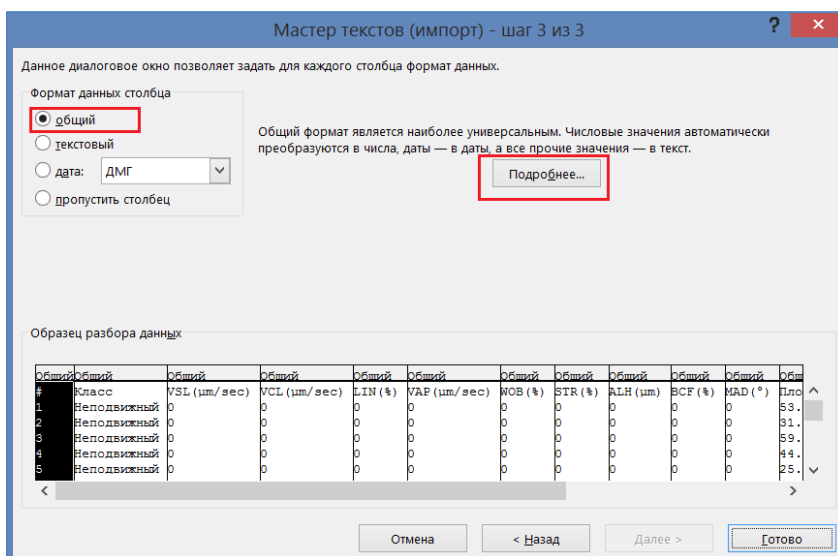 Мастер текстов (импорт) - шаг 3 из 3
Данное диалоговое окно позволяет задать для каждого столбца формат данных.
Формат данных столбца
общий
текстовый
дата: ДМГ
пропустить столбец
Общий формат является наиболее универсальным. Числовые значения автоматически
преобразуются в числа, даты — в даты, а все прочие значения — в текст.
Подробнее...
Образец разбора данных
Общий Общий Общий Общий Общий Общий Общий Общий Общий Общий Общий Общ
# Класс VSL(µm/sec) VCL(µm/sec) LIN(%) VAP(µm/sec) WOB(%) STR(%) ALH(µm) BCF(%) MAD(°) Пло
1 Неподвижный 0 0 0 0 0 0 0 0 0 53.
2 Неподвижный 0 0 0 0 0 0 0 0 0 31.
3 Неподвижный 0 0 0 0 0 0 0 0 0 59.
4 Неподвижный 0 0 0 0 0 0 0 0 0 44.
5 Неподвижный 0 0 0 0 0 0 0 0 0 25.
Отмена < Назад Далее > Готово